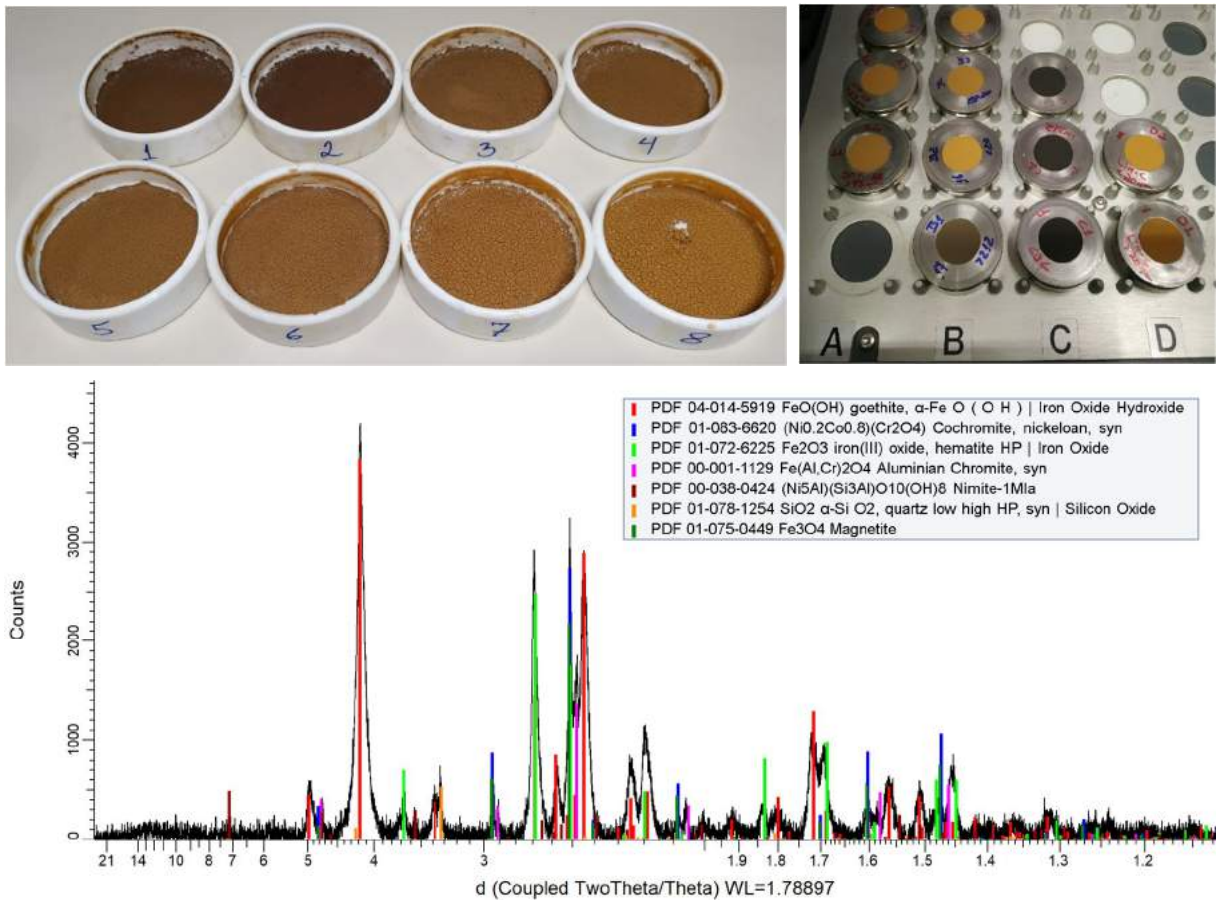 1
2
3
4
5
6
7
8
A
B
C
D
4000
3000
2000
1000
0
Counts
PDF 04-014-5919 FeO(OH) goethite, α-Fe O ( O H ) | Iron Oxide Hydroxide
PDF 01-083-6620 (Ni0.2Co0.8)(Cr2O4) Cochromite, nickeloan, syn
PDF 01-072-6225 Fe2O3 iron(III) oxide, hematite HP | Iron Oxide
PDF 00-001-1129 Fe(Al,Cr)2O4 Aluminian Chromite, syn
PDF 00-038-0424 (Ni5Al)(Si3Al)O10(OH)8 Nimite-1MIa
PDF 01-078-1254 SiO2 α-Si O2, quartz low high HP, syn | Silicon Oxide
PDF 01-075-0449 Fe3O4 Magnetite
21 14 10 8 7 6 5 4 3 1.9 1.8 1.7 1.6 1.5 1.4 1.3 1.2
d (Coupled TwoTheta/Theta) WL=1.78897